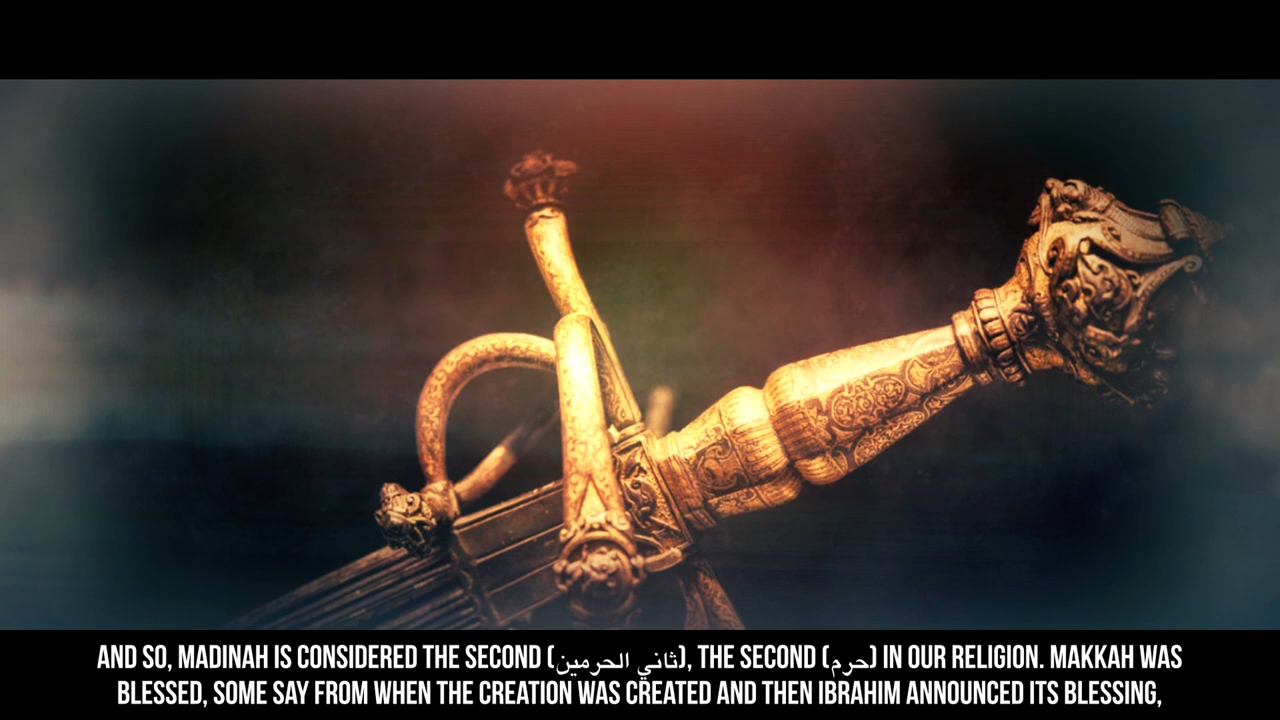 AND SO, MADINAH IS CONSIDERED THE SECOND (ثاني الحرمين), THE SECOND (حرم) IN OUR RELIGION. MAKKAH WAS
BLESSED, SOME SAY FROM WHEN THE CREATION WAS CREATED AND THEN IBRAHIM ANNOUNCED ITS BLESSING,